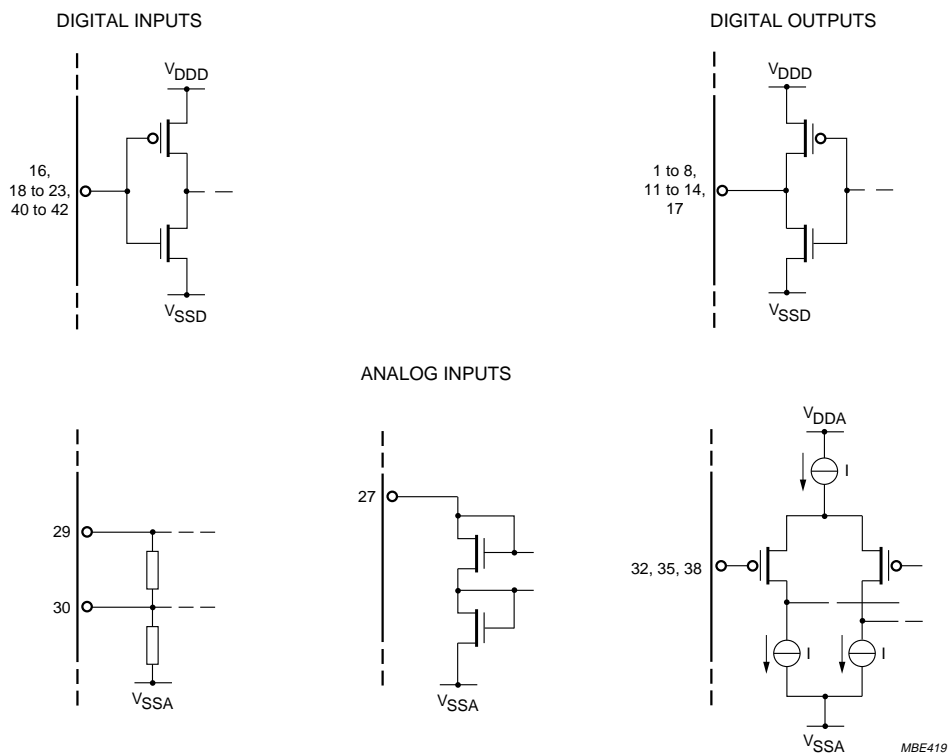 DIGITAL INPUTS
DIGITAL OUTPUTS
VDDD
16,
18 to 23,
40 to 42
VSSD
VDDD
1 to 8,
11 to 14,
17
VSSD
ANALOG INPUTS
29
30
VSSA
27
VSSA
VDDA
I
32, 35, 38
I
I
VSSA
MBE419